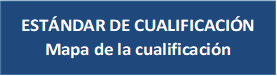 ESTÁNDAR DE CUALIFICACIÓN
Mapa de la cualificación